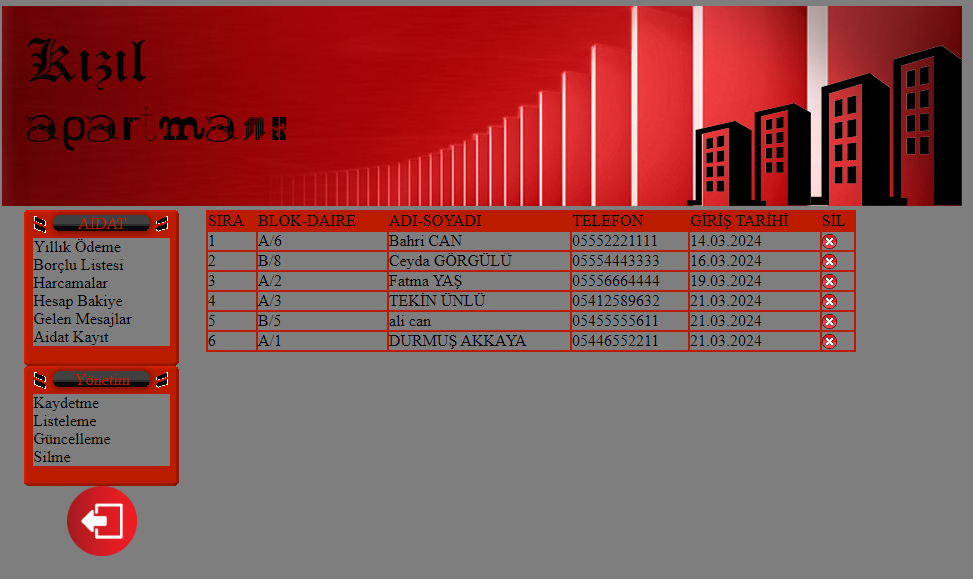 Kızıl
apartmanı
AİDAT
Yıllık Ödeme
Borçlu Listesi
Harcamalar
Hesap Bakiye
Gelen Mesajlar
Aidat Kayıt
Yönetim
Kaydetme
Listeleme
Güncelleme
Silme
SIRA BLOK-DAİRE ADI-SOYADI TELEFON GİRİŞ TARİHİ SİL
1 A/6 Bahri CAN 05552221111 14.03.2024
2 B/8 Ceyda GÖRGÜLÜ 05554443333 16.03.2024
3 A/2 Fatma YAŞ 05556664444 19.03.2024
4 A/3 TEKİN ÜNLÜ 05412589632 21.03.2024
5 B/5 ali can 05455555611 21.03.2024
6 A/1 DURMUŞ AKKAYA 05446552211 21.03.2024